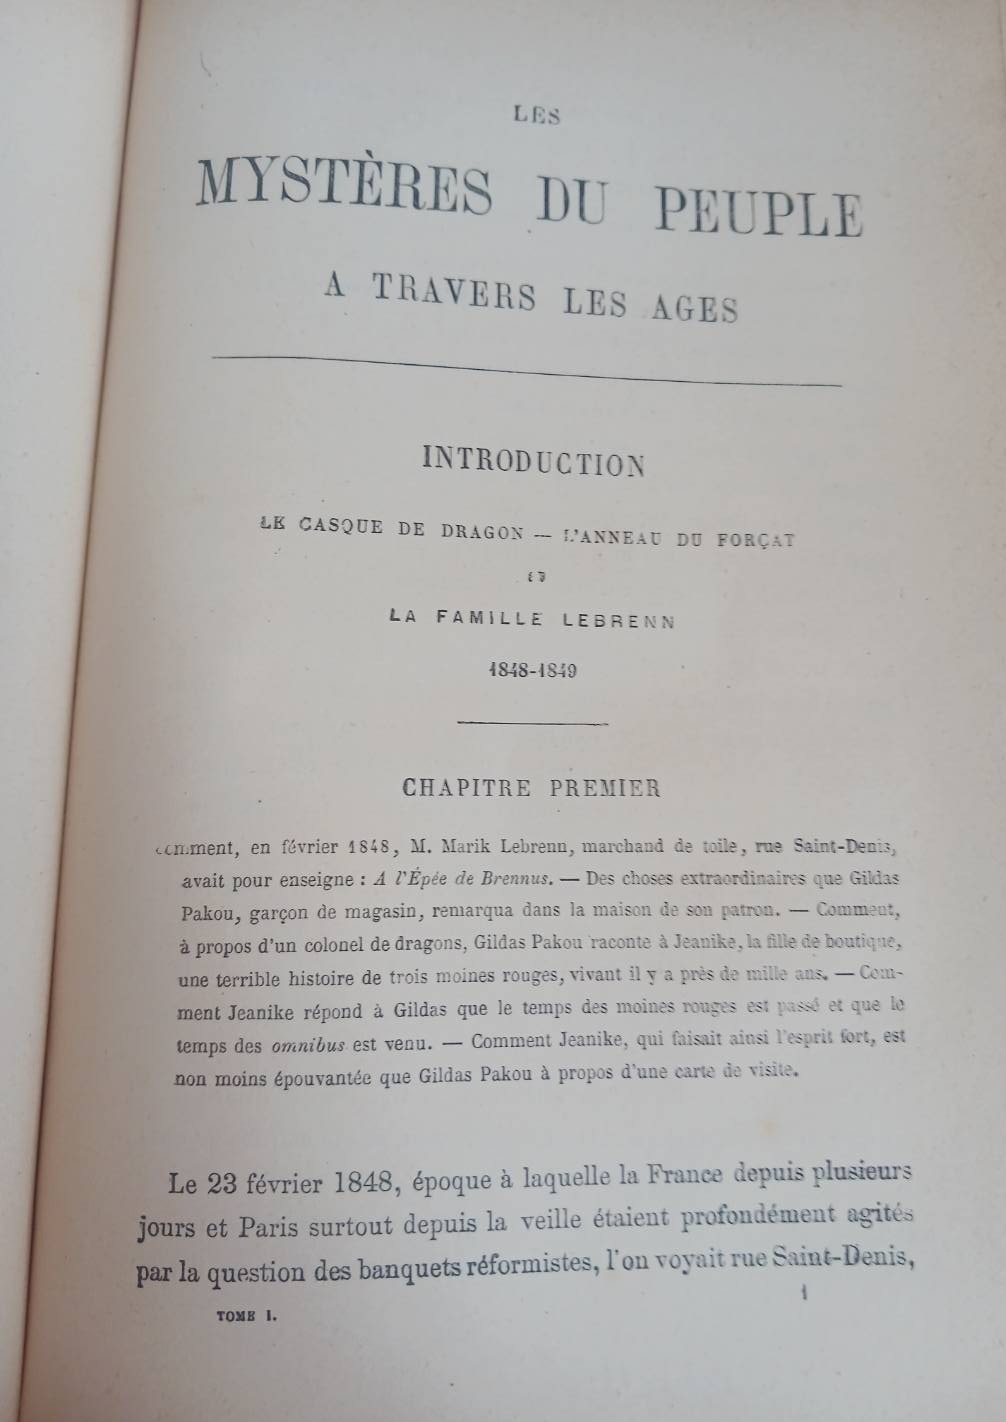 LES
MYSTÈRES DU PEUPLE
A TRAVERS LES AGES
INTRODUCTION
LE CASQUE DE DRAGON — L'ANNEAU DU FORÇAT
LA FAMILLE LEBRENN
1848-1849
CHAPITRE PREMIER
Comment, en février 1848, M. Marik Lebrenn, marchand de toile, rue Saint-Denis,
avait pour enseigne : A l'Épée de Brennus. — Des choses extraordinaires que Gildas
Pakou, garçon de magasin, remarqua dans la maison de son patron. — Comment,
à propos d'un colonel de dragons, Gildas Pakou raconte à Jeanike, la fille de boutique,
une terrible histoire de trois moines rouges, vivant il y a près de mille ans. — Com-
ment Jeanike répond à Gildas que le temps des moines rouges est passé et que le
temps des omnibus est venu. — Comment Jeanike, qui faisait ainsi l'esprit fort, est
non moins épouvantée que Gildas Pakou à propos d'une carte de visite.
Le 23 février 1848, époque à laquelle la France depuis plusieurs
jours et Paris surtout depuis la veille étaient profondément agités
par la question des banquets réformistes, l'on voyait rue Saint-Denis,
TOME I.
1